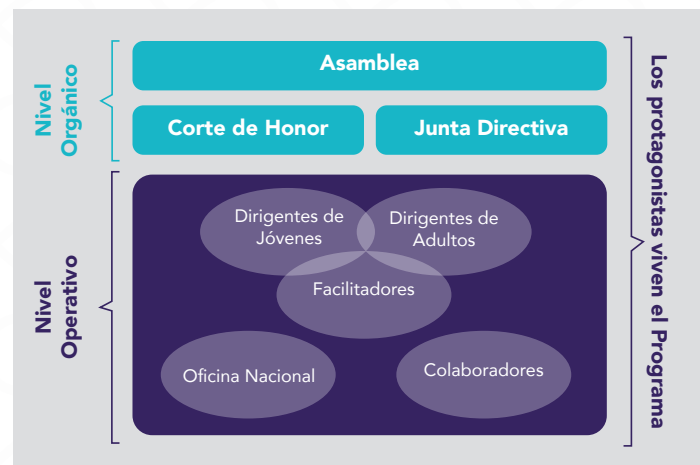 Nivel
Orgánico
Asamblea
Corte de Honor
Junta Directiva
Nivel
Operativo
Dirigentes de
Jóvenes
Dirigentes de
Adultos
Facilitadores
Oficina Nacional
Colaboradores
Los protagonistas viven el Programa